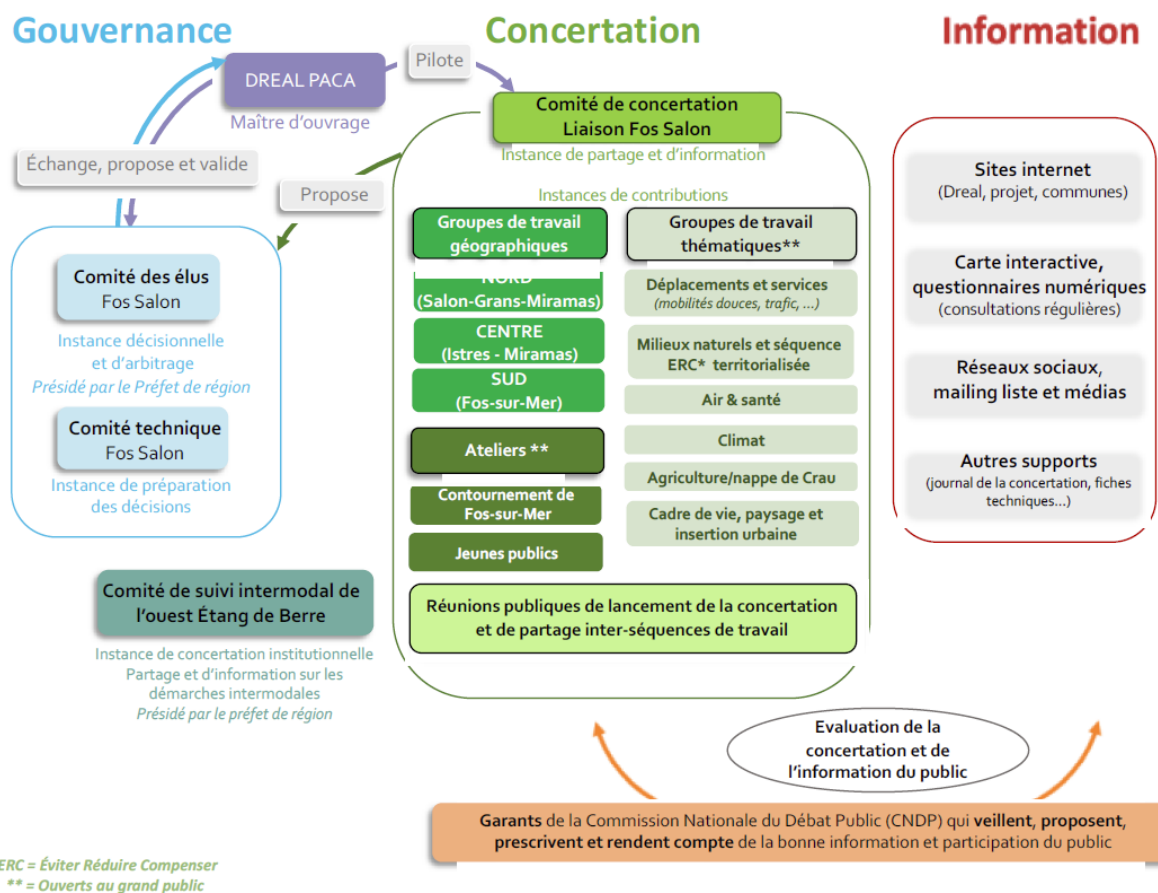 Gouvernance
Concertation
Information
DREAL PACA
Pilote
Maître d'ouvrage
Échange, propose et valide
Propose
Comité des élus
Fos Salon
Instance décisionnelle
et d'arbitrage
Présidé par le Préfet de région
Comité technique
Fos Salon
Instance de préparation
des décisions
Comité de suivi intermodal de
l'ouest Étang de Berre
Instance de concertation institutionnelle
Partage et d'information sur les
démarches intermodales
Présidé par le préfet de région
Comité de concertation
Liaison Fos Salon
Instance de partage et d'information
Instances de contributions
Groupes de travail
géographiques
NORD
(Salon-Grans-Miramas)
CENTRE
(Istres - Miramas)
SUD
(Fos-sur-Mer)
Ateliers **
Contournement de
Fos-sur-Mer
Jeunes publics
Groupes de travail
thématiques**
Déplacements et services
(mobilités douces, trafic, ...)
Milieux naturels et séquence
ERC* territorialisée
Air & santé
Climat
Agriculture/nappe de Crau
Cadre de vie, paysage et
insertion urbaine
Réunions publiques de lancement de la concertation
et de partage inter-séquences de travail
Sites internet
(Dreal, projet, communes)
Carte interactive,
questionnaires numériques
(consultations régulières)
Réseaux sociaux,
mailing liste et médias
Autres supports
(journal de la concertation, fiches
techniques...)
Evaluation de la
concertation et de
l'information du public
Garants de la Commission Nationale du Débat Public (CNDP) qui veillent, proposent,
prescrivent et rendent compte de la bonne information et participation du public
ERC = Éviter Réduire Compenser
** = Ouverts au grand public